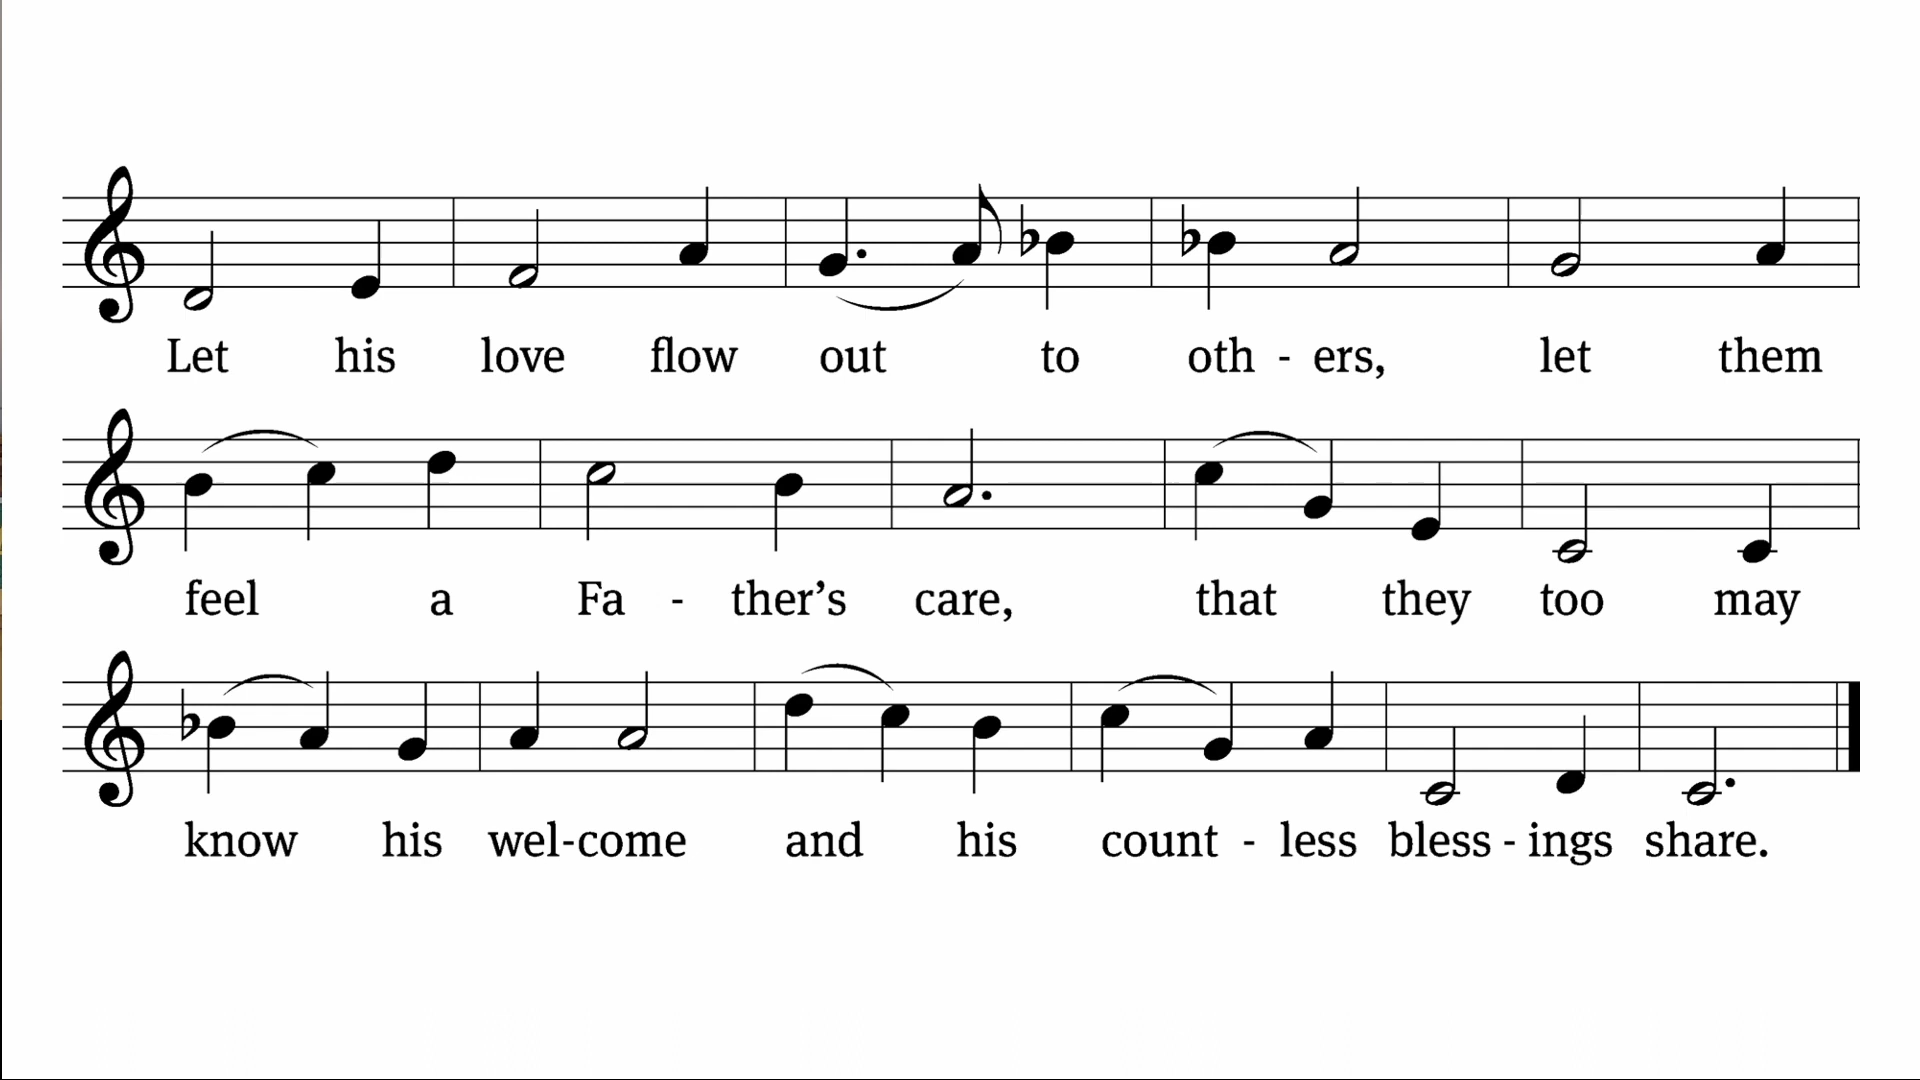 Let his love flow out to oth - ers, let them
feel a Fa - ther’s care, that they too may
know his wel-come and his count - less bless - ings share.